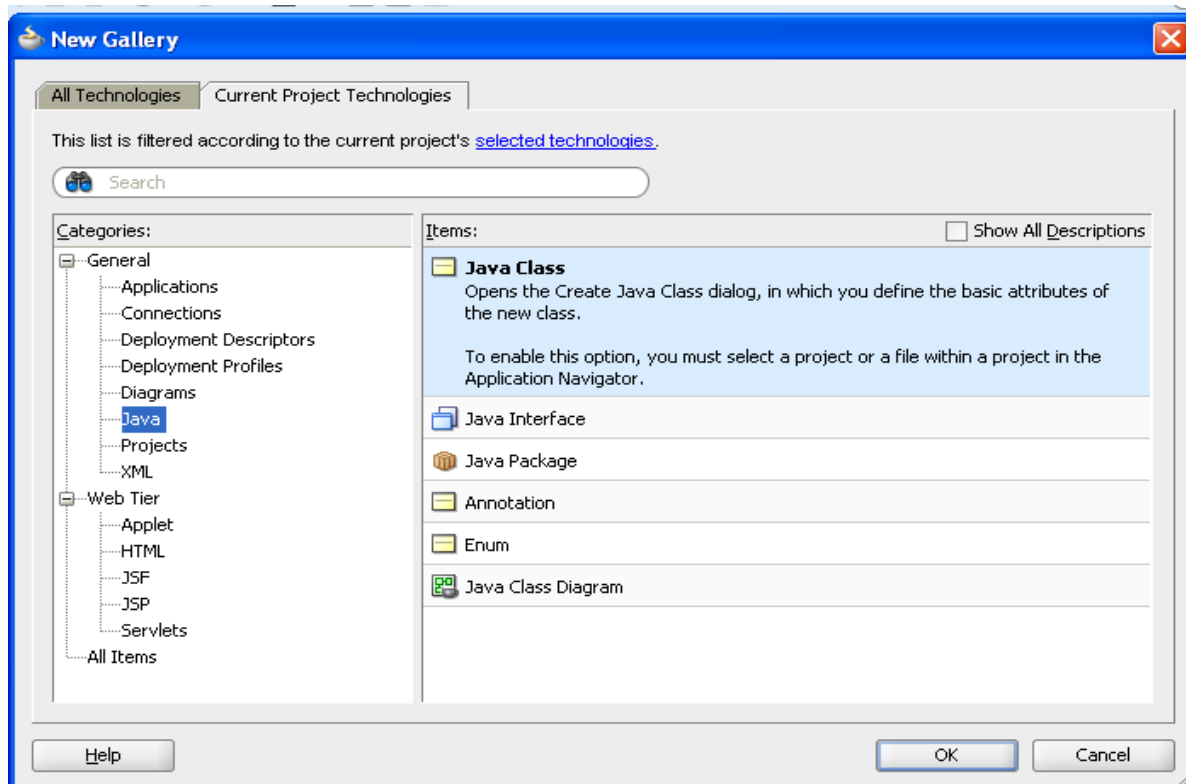 New Gallery
All Technologies
Current Project Technologies
This list is filtered according to the current project's selected technologies.
Search
Categories:
General
Applications
Connections
Deployment Descriptors
Deployment Profiles
Diagrams
Java
Projects
XML
Web Tier
Applet
HTML
JSF
JSP
Servlets
All Items
Items:
Show All Descriptions
Java Class
Opens the Create Java Class dialog, in which you define the basic attributes of
the new class.
To enable this option, you must select a project or a file within a project in the
Application Navigator.
Java Interface
Java Package
Annotation
Enum
Java Class Diagram
Help
OK
Cancel